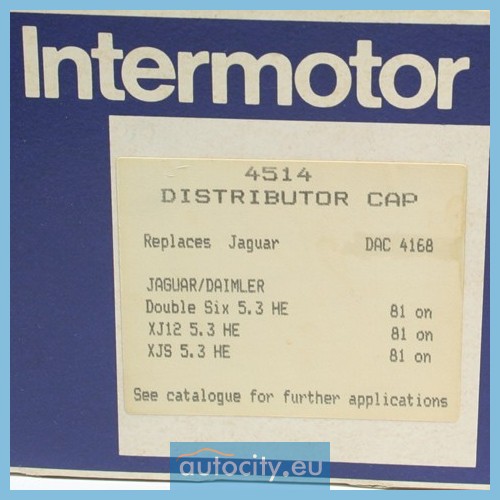 Intermotor
4514
DISTRIBUTOR CAP
Replaces Jaguar DAC 4168
JAGUAR/DAIMLER
Double Six 5.3 HE 81 on
XJ12 5.3 HE 81 on
XJS 5.3 HE 81 on
See catalogue for further applications
autocity.eu